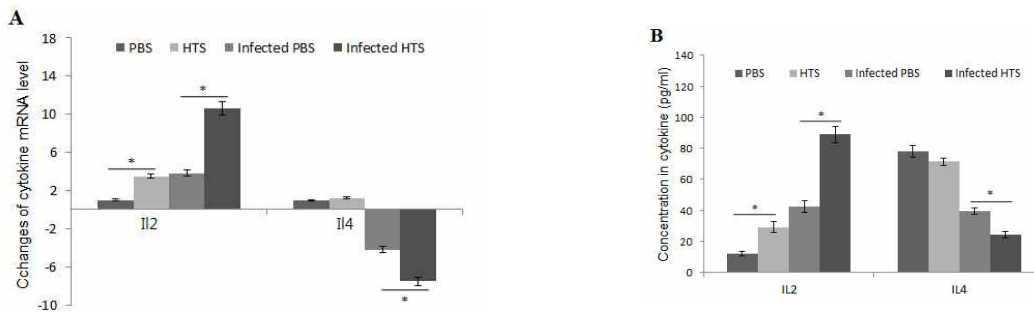 A
Cchanges of cytokine mRNA level
18
14
10
6
2
-2
-6
-10
PBS HTS Infected PBS Infected HTS
*
*
*
Il2 Il4
B
Concentration in cytokine (pg/ml)
140
120
100
80
60
40
20
0
PBS HTS Infected PBS Infected HTS
*
*
*
IL2 IL4